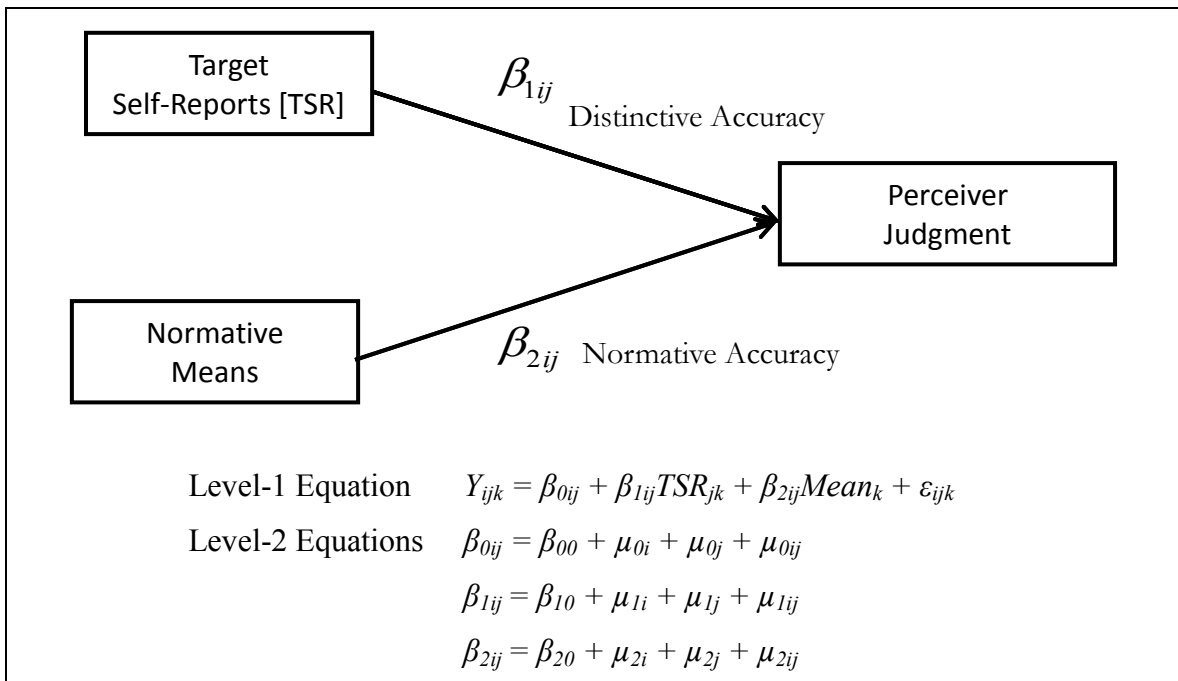 Target
Self-Reports [TSR]
β1ij
Distinctive Accuracy
Perceiver
Judgment
Normative
Means
β2ij Normative Accuracy
Level-1 Equation Yijk = β0ij + β1ijTSRjk + β2ijMeank + εijk
Level-2 Equations β0ij = β00 + μ0i + μ0j + μ0ij
β1ij = β10 + μ1i + μ1j + μ1ij
β2ij = β20 + μ2i + μ2j + μ2ij